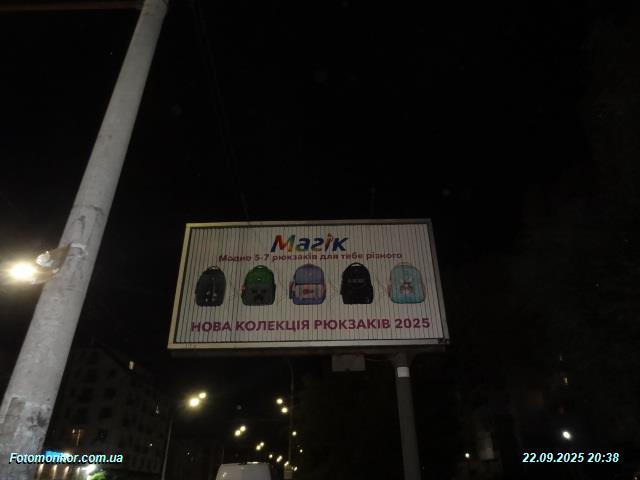 Магік
Модно 5-7 рюкзаків для тебе різного
НОВА КОЛЕКЦІЯ РЮКЗАКІВ 2025
Fotomonitor.com.ua
22.09.2025 20:38